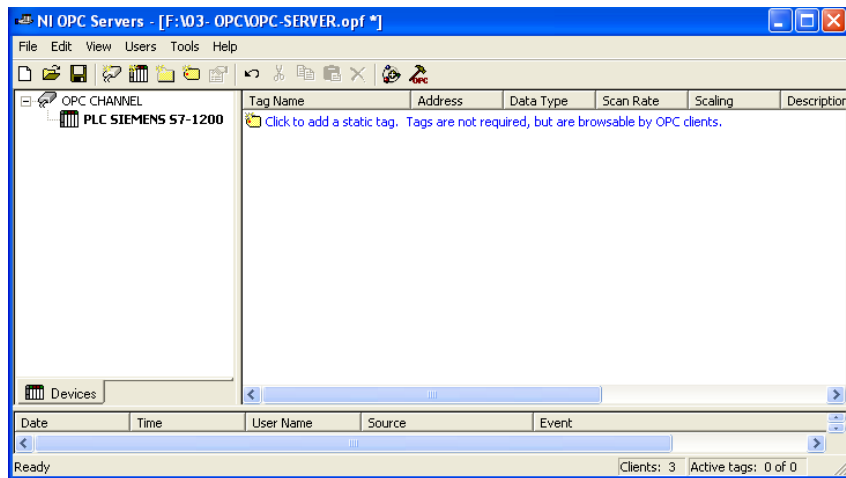 NI OPC Servers - [F:\03- OPC\OPC-SERVER.opf *]
File Edit View Users Tools Help
OPC
OPC CHANNEL
PLC SIEMENS S7-1200
Tag Name Address Data Type Scan Rate Scaling Description
Click to add a static tag. Tags are not required, but are browsable by OPC clients.
Devices
Date Time User Name Source Event
Ready Clients: 3 Active tags: 0 of 0